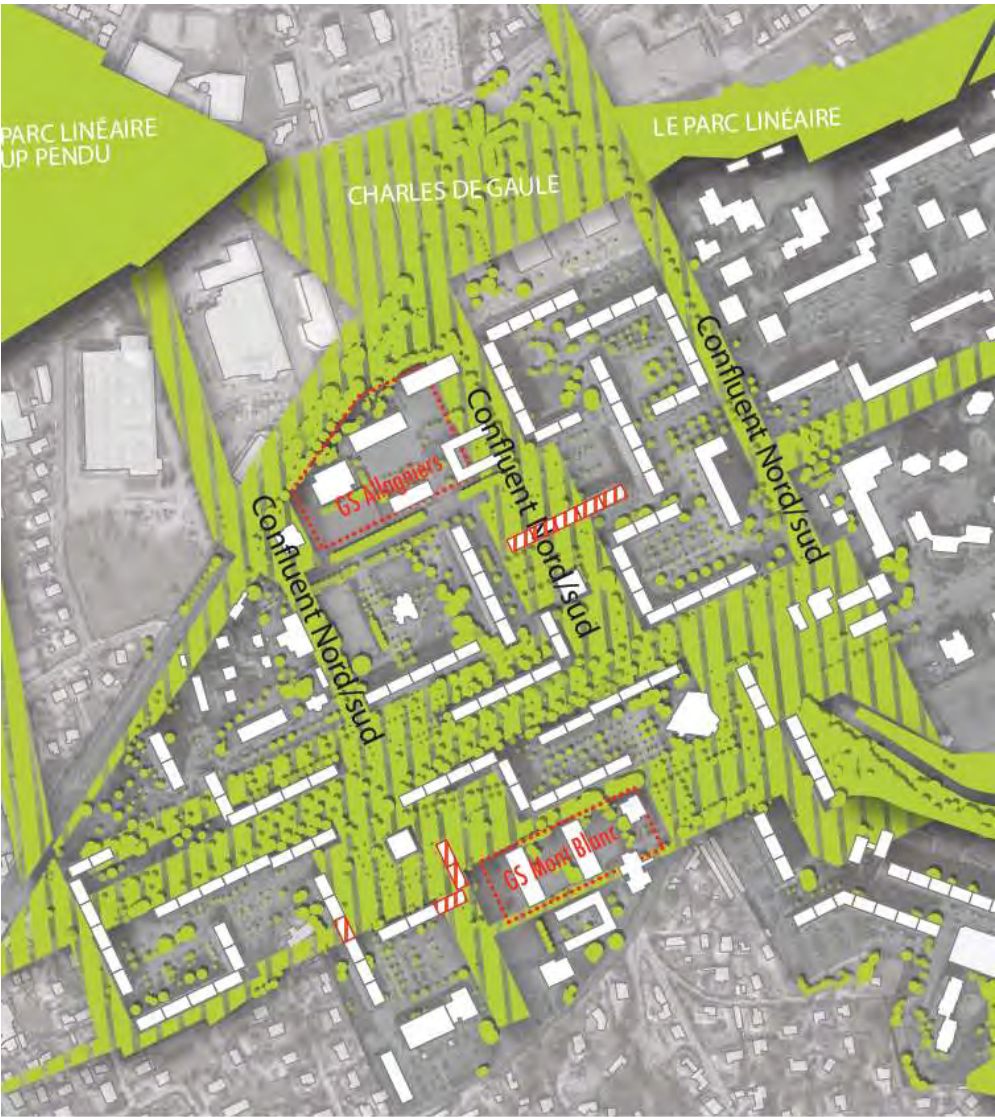 PARC LINÉAIRE
UP PENDU
LE PARC LINÉAIRE
CHARLES DE GAULE
Confluent Nord/sud
Confluent Nord/sud
GS Allagniers
Confluent Nord/sud
GS Mont Blanc